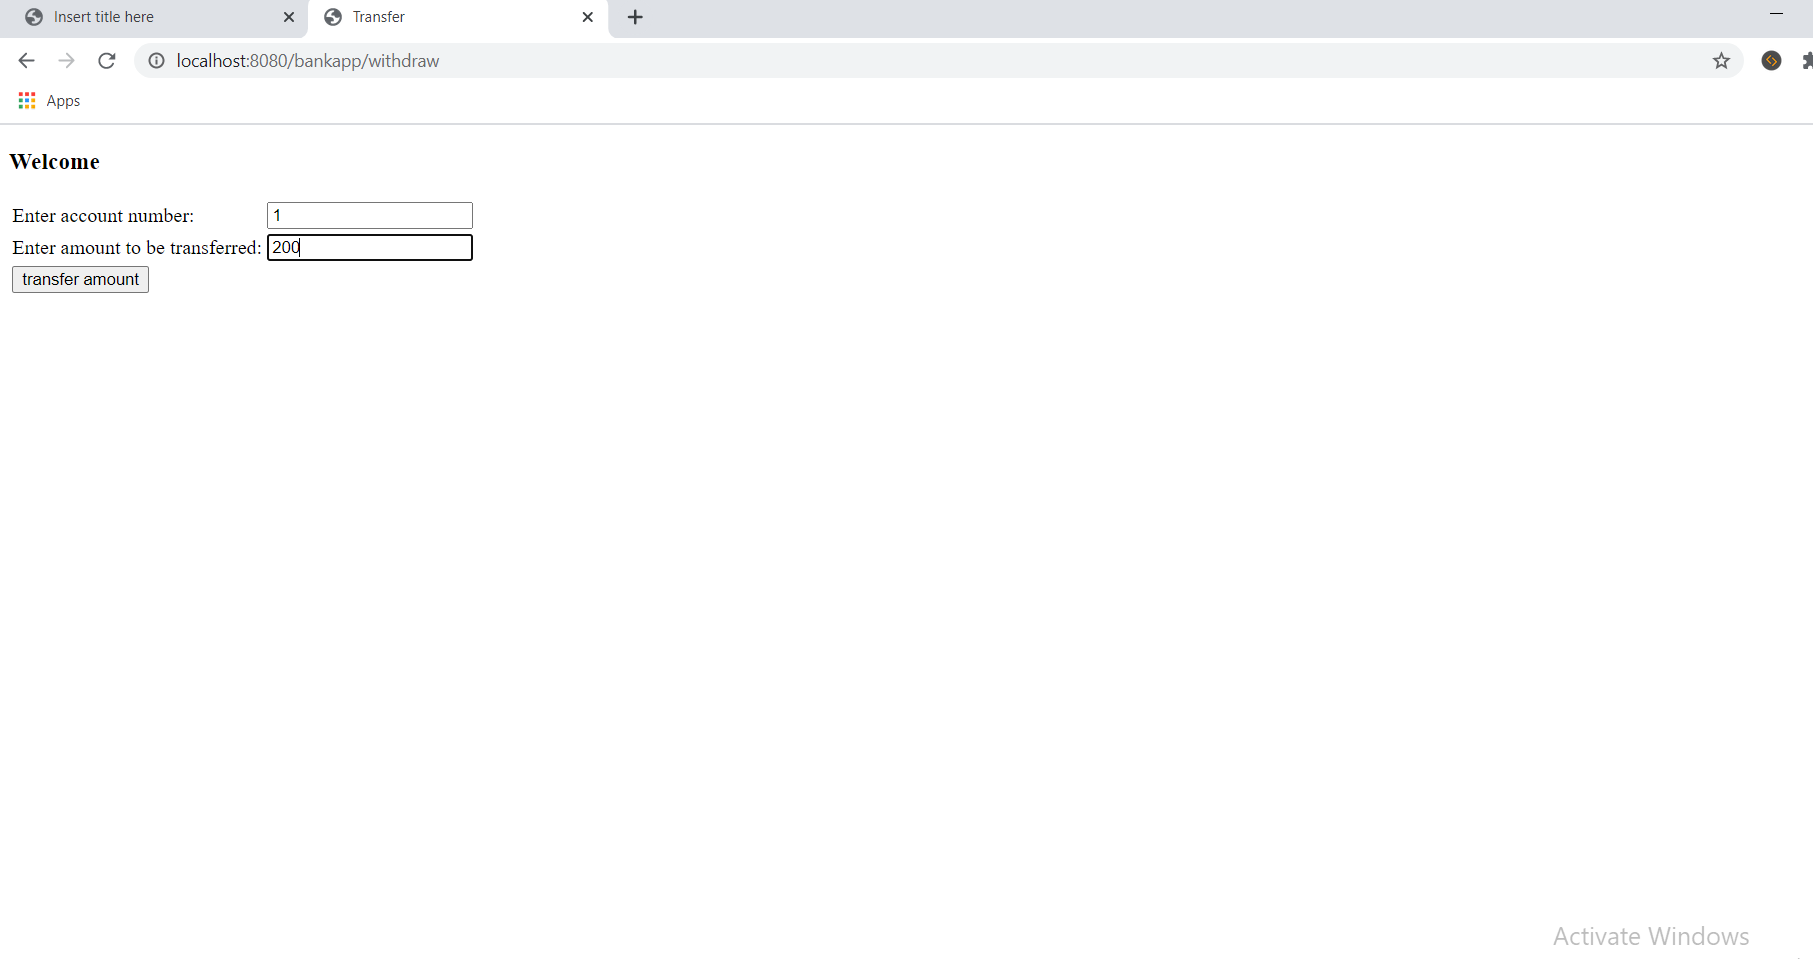 Insert title here
Transfer
localhost:8080/bankapp/withdraw
Apps
Welcome
Enter account number: 1
Enter amount to be transferred: 200
transfer amount
Activate Windows